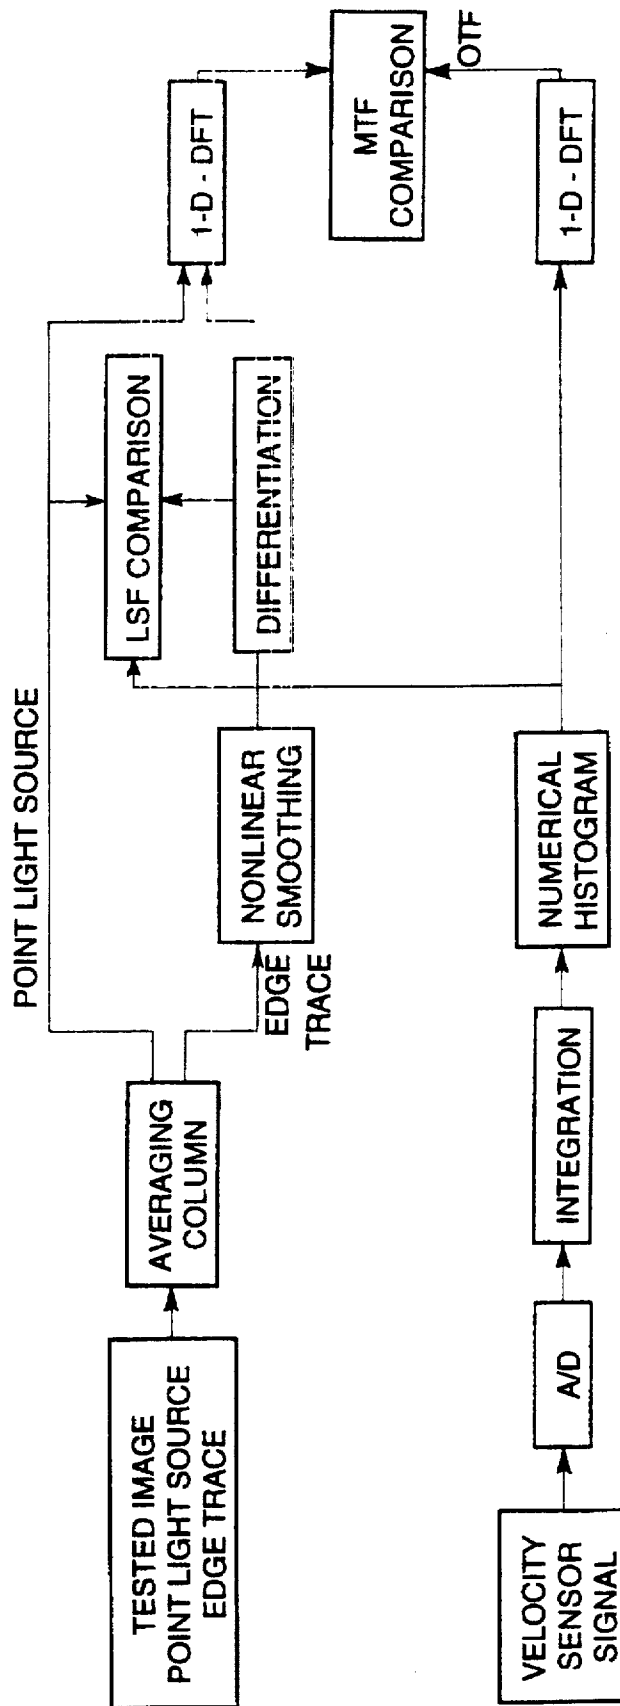 TESTED IMAGE
POINT LIGHT SOURCE
EDGE TRACE
AVERAGING
COLUMN
POINT LIGHT SOURCE
EDGE
TRACE
NONLINEAR
SMOOTHING
DIFFERENTIATION
LSF COMPARISON
1-D - DFT
MTF
COMPARISON
OTF
VELOCITY
SENSOR
SIGNAL
A/D
INTEGRATION
NUMERICAL
HISTOGRAM
1-D - DFT